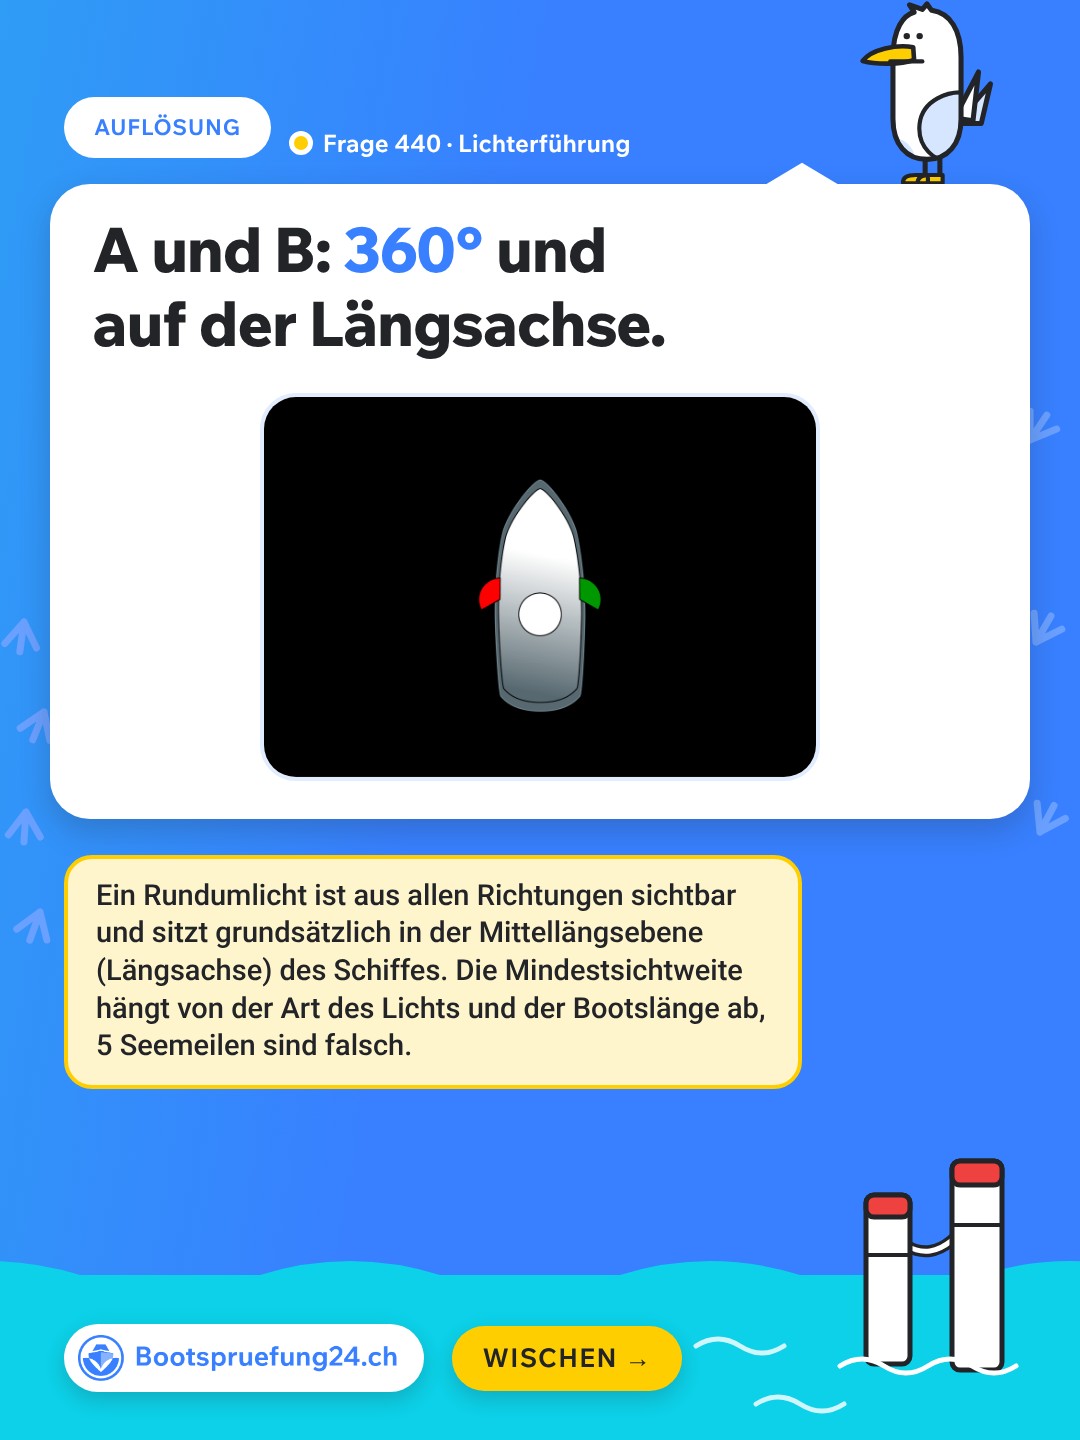 AUFLÖSUNG
Frage 440 · Lichterführung
A und B: 360° und
auf der Längsachse.
Ein Rundumlicht ist aus allen Richtungen sichtbar
und sitzt grundsätzlich in der Mittellängsebene
(Längsachse) des Schiffes. Die Mindestsichtweite
hängt von der Art des Lichts und der Bootslänge ab,
5 Seemeilen sind falsch.
Bootspruefung24.ch
WISCHEN →